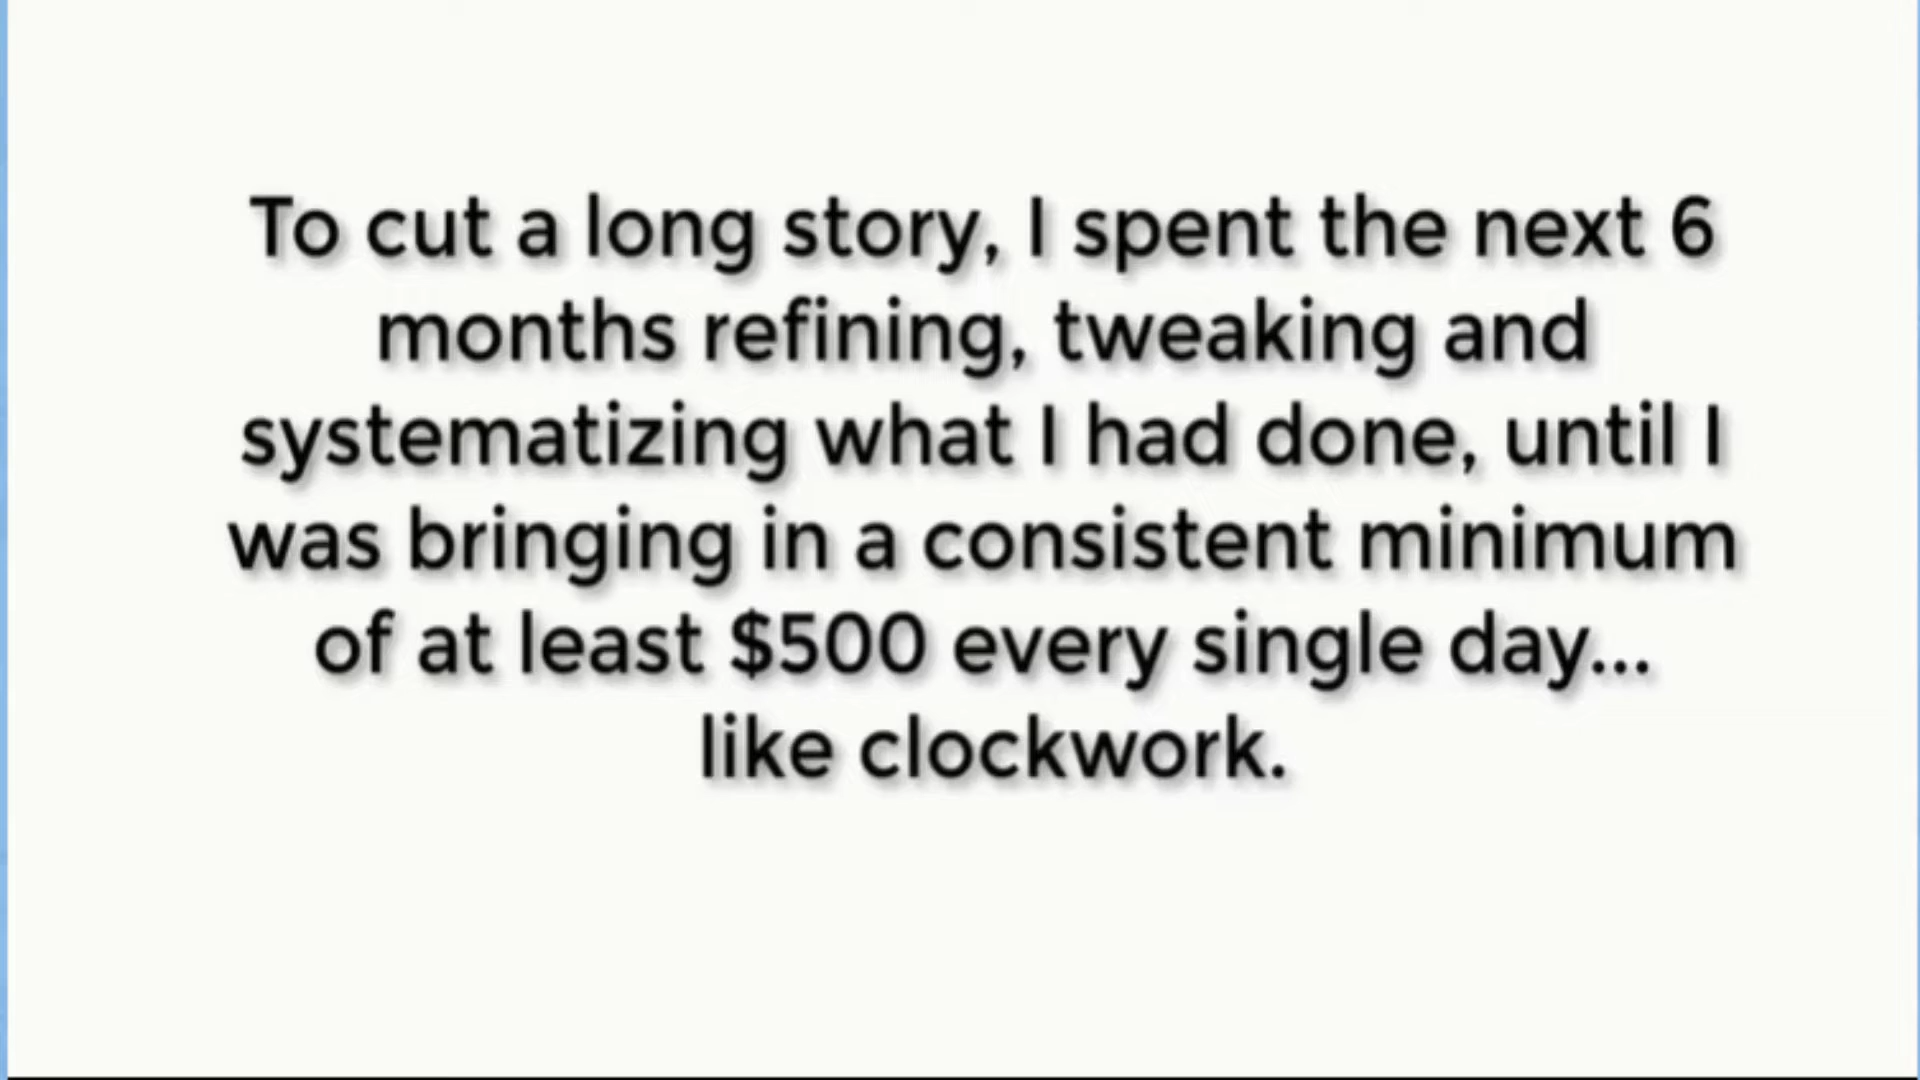 To cut a long story, I spent the next 6
months refining, tweaking and
systematizing what I had done, until I
was bringing in a consistent minimum
of at least $500 every single day...
like clockwork.